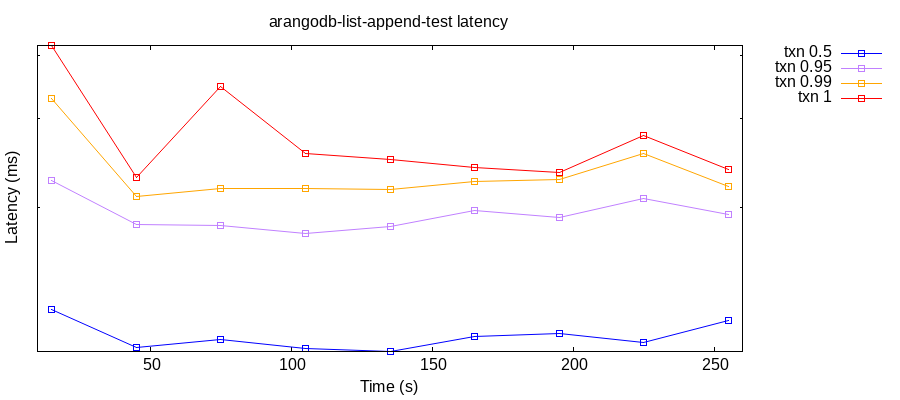 arangodb-list-append-test latency
txn 0.5
txn 0.95
txn 0.99
txn 1
Latency (ms)
50
100
150
200
250
Time (s)